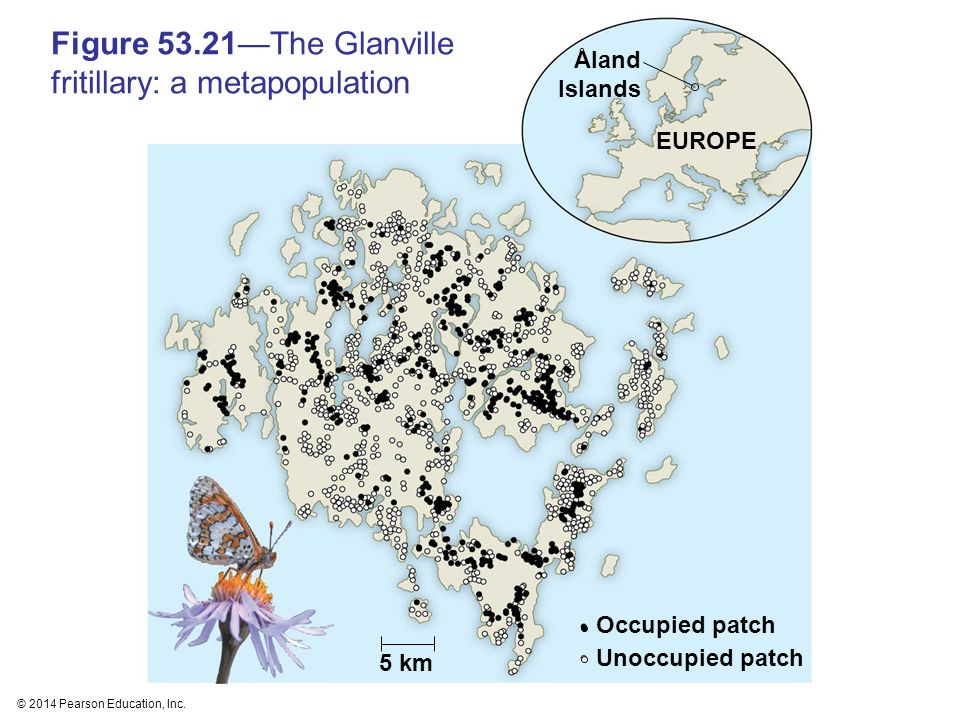 Figure 53.21—The Glanville
fritillary: a metapopulation
Åland
Islands
EUROPE
Occupied patch
Unoccupied patch
5 km
© 2014 Pearson Education, Inc.